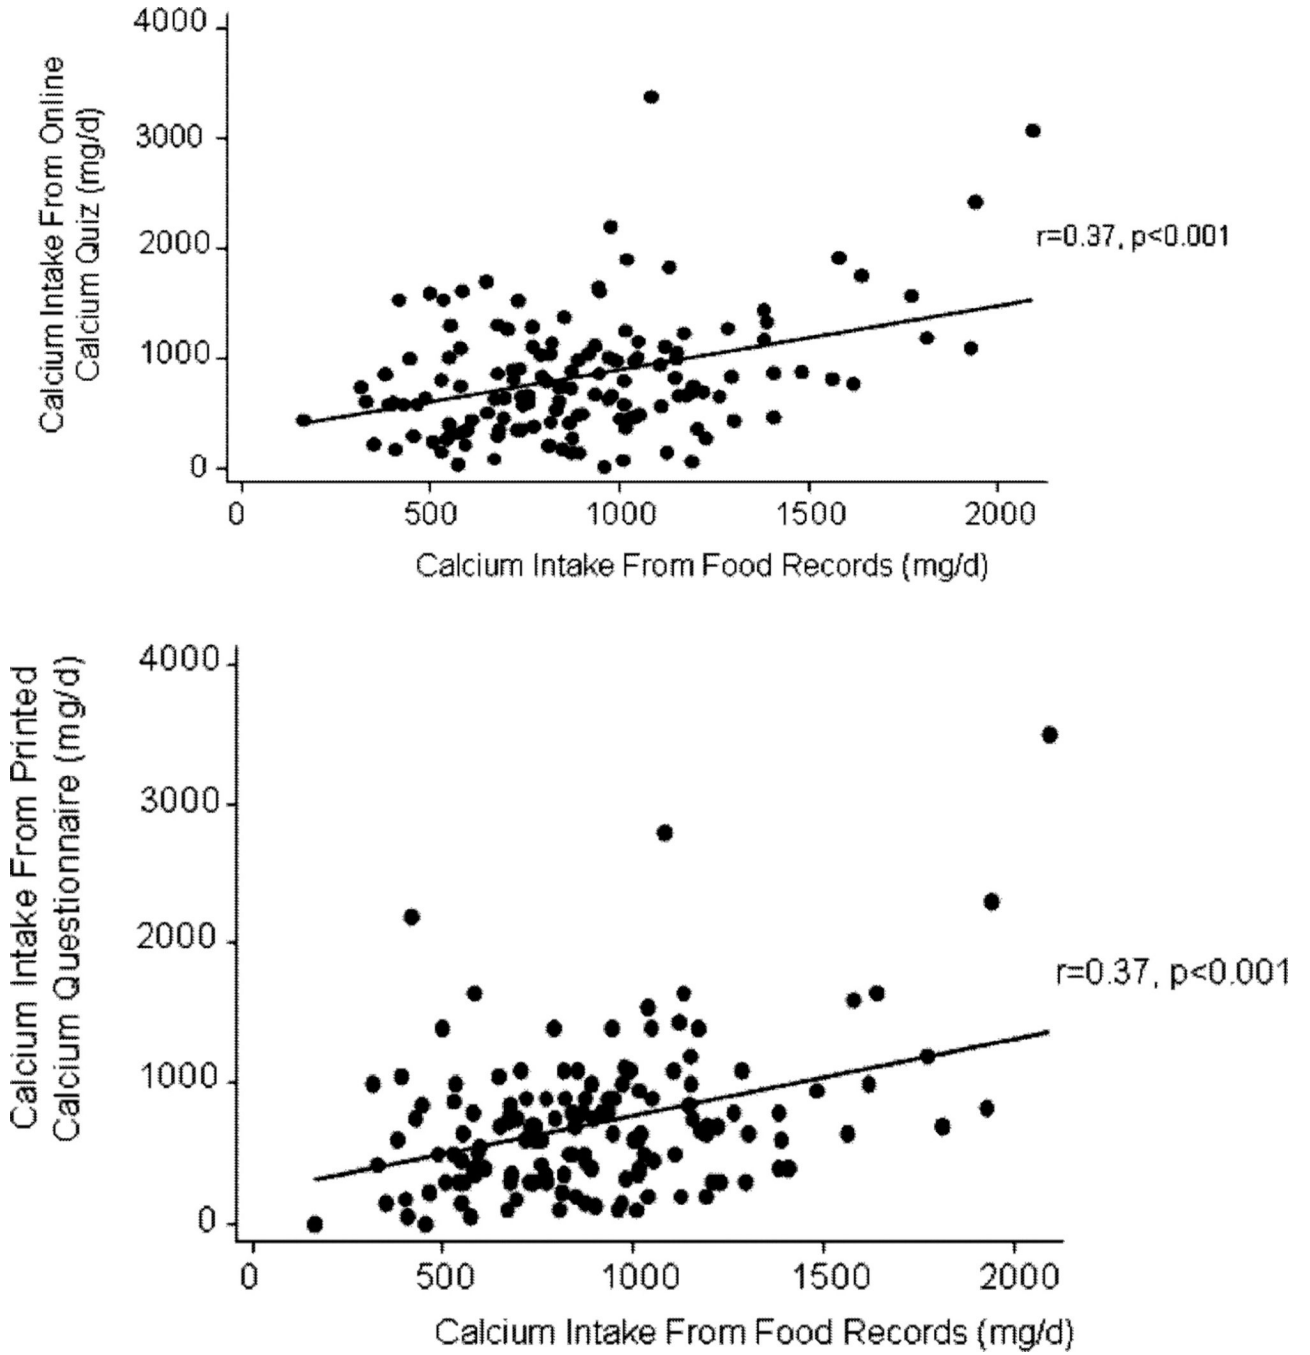 Calcium Intake From Online
Calcium Quiz (mg/d)
4000
3000
2000
1000
0
r=0.37, p<0.001
0 500 1000 1500 2000
Calcium Intake From Food Records (mg/d)
Calcium Intake From Printed
Calcium Questionnaire (mg/d)
4000
3000
2000
1000
0
r=0.37, p<0.001
0 500 1000 1500 2000
Calcium Intake From Food Records (mg/d)